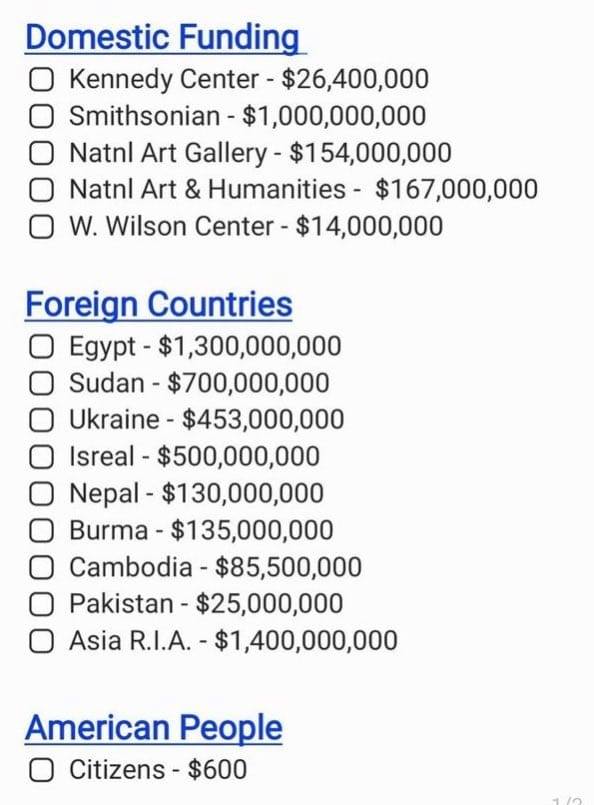 Domestic Funding
Kennedy Center - $26,400,000
Smithsonian - $1,000,000,000
Natnl Art Gallery - $154,000,000
Natnl Art & Humanities - $167,000,000
W. Wilson Center - $14,000,000
Foreign Countries
Egypt - $1,300,000,000
Sudan - $700,000,000
Ukraine - $453,000,000
Isreal - $500,000,000
Nepal - $130,000,000
Burma - $135,000,000
Cambodia - $85,500,000
Pakistan - $25,000,000
Asia R.I.A. - $1,400,000,000
American People
Citizens - $600